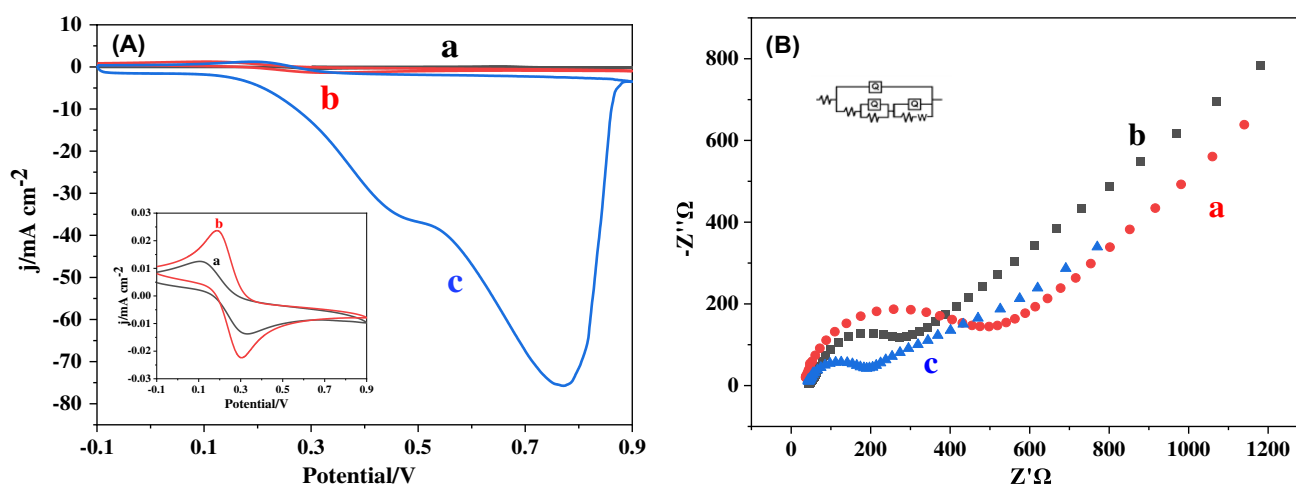 (A)
a
b
c
10
0
-10
-20
-30
-40
-50
-60
-70
-80
j/mA cm-2
-0.1
0.1
0.3
0.5
0.7
0.9
Potential/V
0.03
0.02
0.01
0.00
-0.01
-0.02
-0.03
j/mA cm-2
b
a
-0.1
0.1
0.3
0.5
0.7
0.9
Potential/V
(B)
Q
Q
Q
W
b
a
c
800
600
400
200
0
-Z''Ω
0
200
400
600
800
1000
1200
Z'Ω